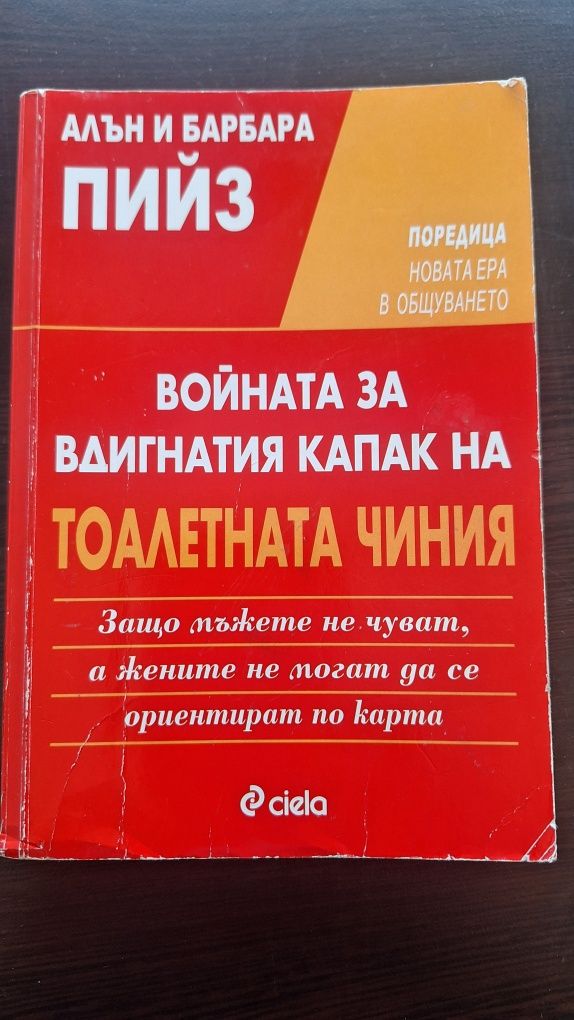 АЛЪН И БАРБАРА
ПИЙЗ
ПОРЕДИЦА
НОВАТА ЕРА
В ОБЩУВАНЕТО
ВОЙНАТА ЗА
ВДИГНАТИЯ КАПАК НА
ТОАЛЕТНАТА ЧИНИЯ
Защо мъжете не чуват,
а жените не могат да се
ориентират по карта
ciela